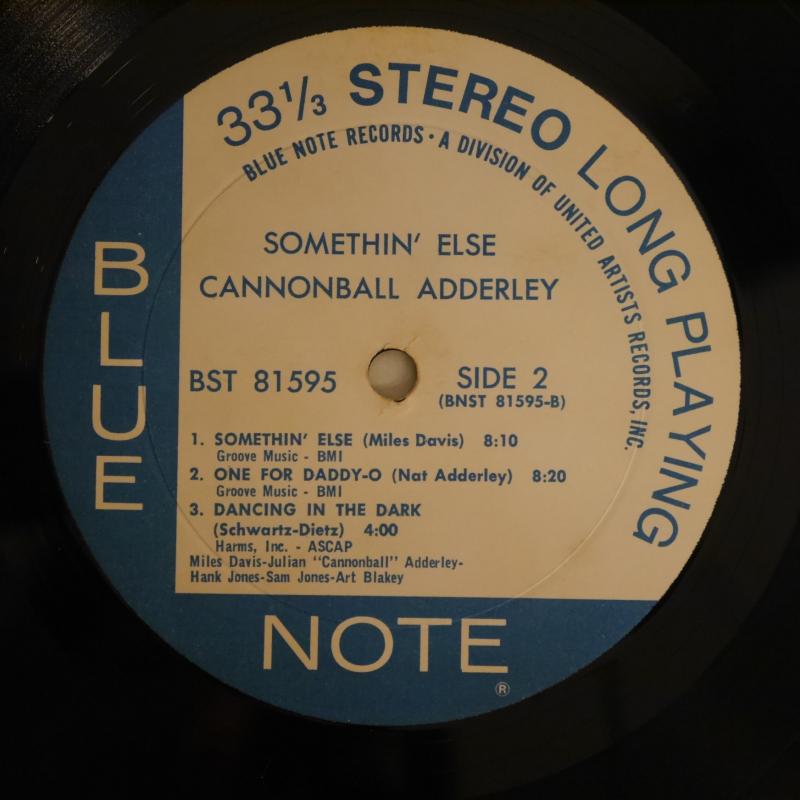 33⅓ STEREO LONG PLAYING
BLUE NOTE RECORDS · A DIVISION OF UNITED ARTISTS RECORDS, INC.
SOMETHIN' ELSE
CANNONBALL ADDERLEY
BST 81595
SIDE 2
(BNST 81595-B)
1. SOMETHIN' ELSE (Miles Davis) 8:10
Groove Music - BMI
2. ONE FOR DADDY-O (Nat Adderley) 8:20
Groove Music - BMI
3. DANCING IN THE DARK
(Schwartz-Dietz) 4:00
Harms, Inc. - ASCAP
Miles Davis-Julian "Cannonball" Adderley-
Hank Jones-Sam Jones-Art Blakey
BLUE
NOTE
®